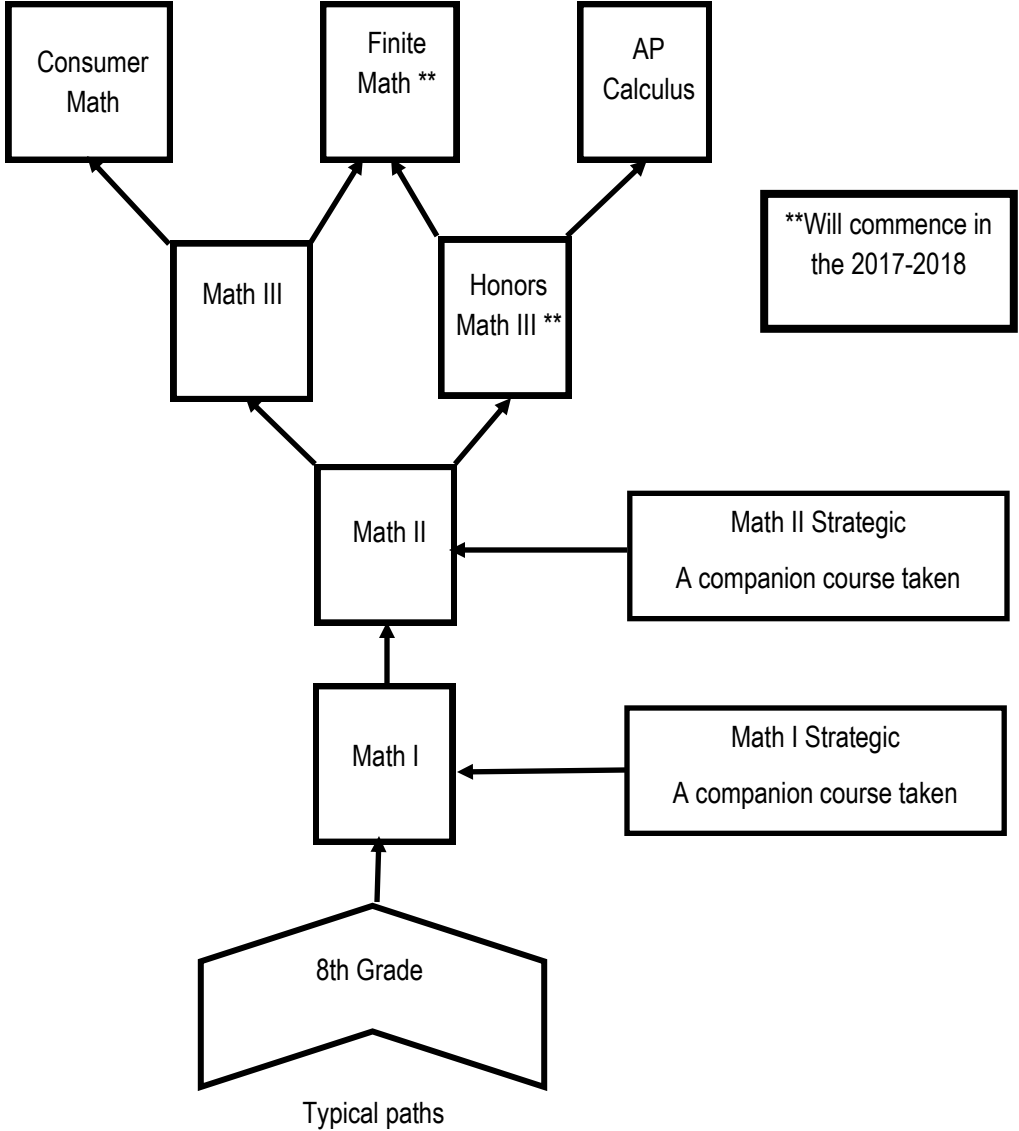 Consumer
Math
Finite
Math **
AP
Calculus
**Will commence in
the 2017-2018
Math III
Honors
Math III **
Math II
Math II Strategic
A companion course taken
Math I
Math I Strategic
A companion course taken
8th Grade
Typical paths